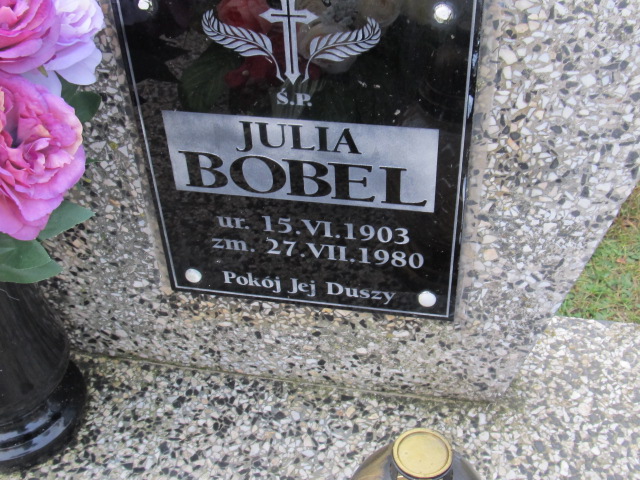 Ś.P.
JULIA
BOBEL
ur. 15.VI.1903
zm. 27.VII.1980
Pokój Jej Duszy